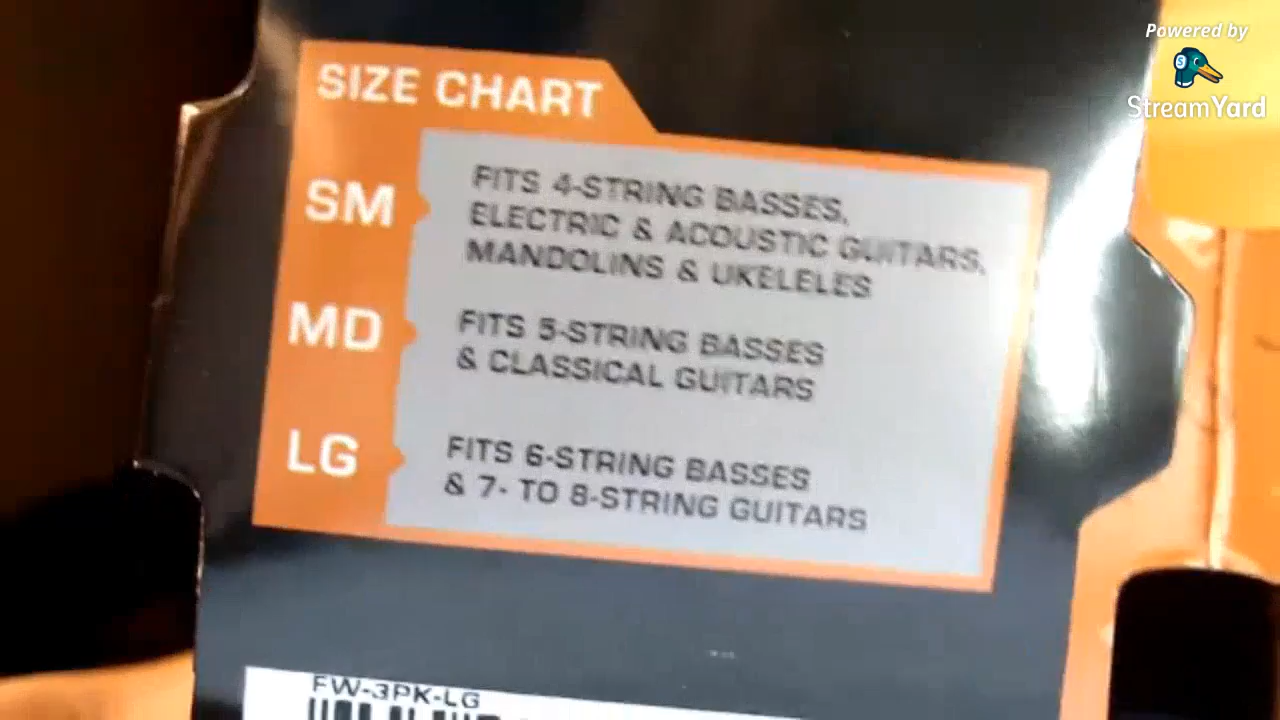 Powered by
StreamYard
SIZE CHART
SM
FITS 4-STRING BASSES,
ELECTRIC & ACOUSTIC GUITARS,
MANDOLINS & UKELELES
MD
FITS 5-STRING BASSES
& CLASSICAL GUITARS
LG
FITS 6-STRING BASSES
& 7- TO 8-STRING GUITARS
FW-3PK-LG